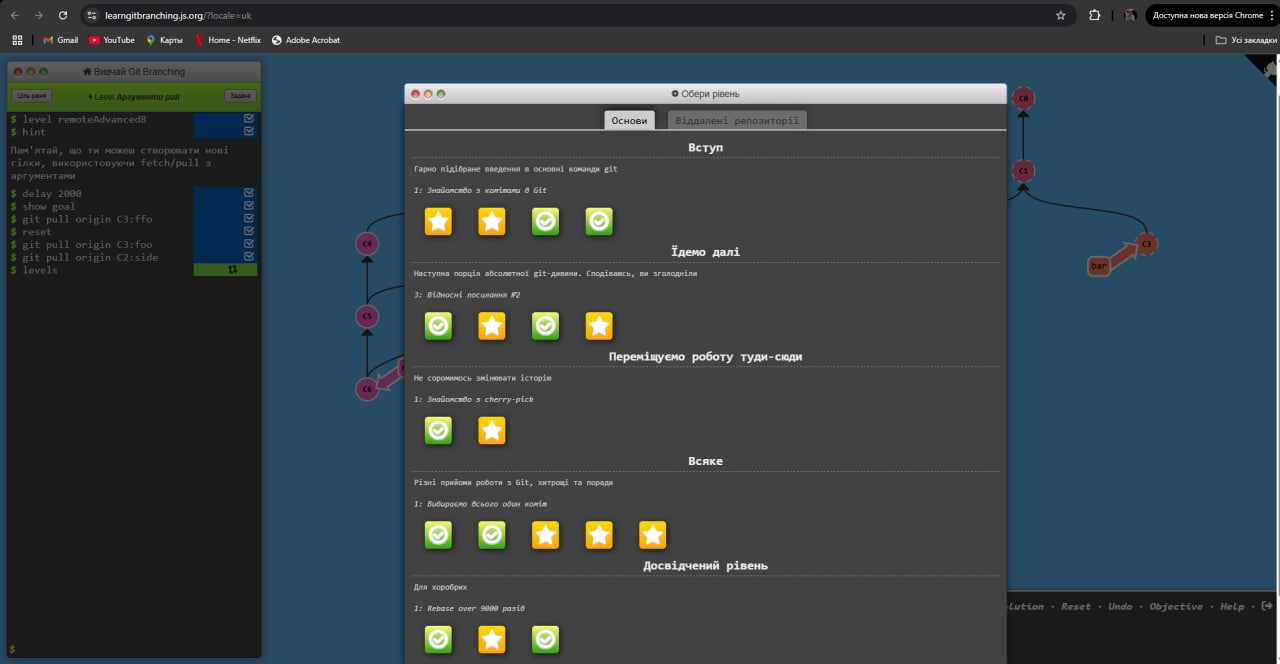 learngitbranching.js.org/?locale=uk
Доступна нова версія Chrome
Gmail
YouTube
Карты
Home - Netflix
Adobe Acrobat
Усі закладки
Вивчай Git Branching
Ціль рівня
Level Аргументи pull
Задача
$ level remoteAdvanced8
$ hint
Пам'ятай, що ти можеш створювати нові
гілки, використовуючи fetch/pull з
аргументами
$ delay 2000
$ show goal
$ git pull origin C3:ffo
$ reset
$ git pull origin C3:foo
$ git pull origin C2:side
$ levels
$
Обери рівень
Основи
Віддалені репозиторії
Вступ
Гарно підібране введення в основні команди git
1: Знайомство з комітами в Git
Їдемо далі
Наступна порція абсолютної git-дивини. Сподіваюсь, ви зголодніли
3: Відносні посилання №2
Переміщуємо роботу туди-сюди
Не соромимось змінювати історію
1: Знайомство з cherry-pick
Всяке
Різні прийоми роботи з Git, хитрощі та поради
1: Вибираємо всього один коміт
Досвідчений рівень
Для хоробрих
1: Rebase over 9000 разів
C4
C5
C6
C0
C1
C3
bar
Reset · Undo · Objective · Help ·